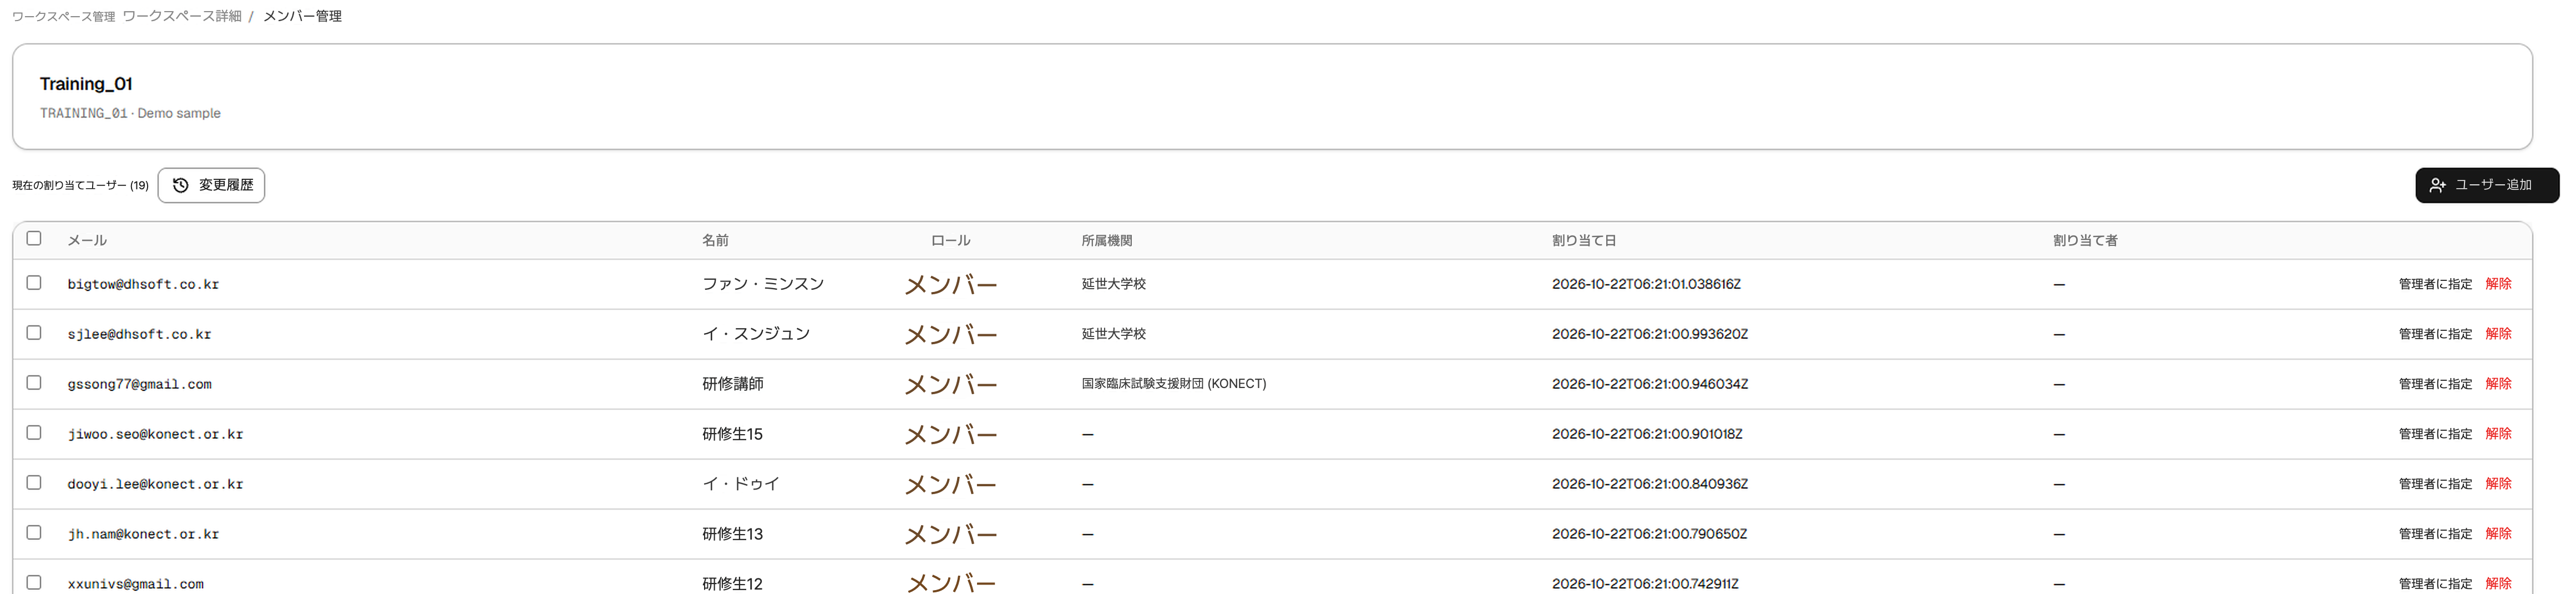 ワークスペース管理 ワークスペース詳細 / メンバー管理
Training_01
TRAINING_01 · Demo sample
現在の割り当てユーザー (19) 変更履歴 ユーザー追加
メール 名前 ロール 所属機関 割り当て日 割り当て者
bigtow@dhsoft.co.kr ファン・ミンスン メンバー 延世大学校 2026-10-22T06:21:01.038616Z — 管理者に指定 解除
sjlee@dhsoft.co.kr イ・スンジュン メンバー 延世大学校 2026-10-22T06:21:00.993620Z — 管理者に指定 解除
gssong77@gmail.com 研修講師 メンバー 国家臨床試験支援財団 (KONECT) 2026-10-22T06:21:00.946034Z — 管理者に指定 解除
jiwoo.seo@konect.or.kr 研修生15 メンバー — 2026-10-22T06:21:00.901018Z — 管理者に指定 解除
dooyi.lee@konect.or.kr イ・ドゥイ メンバー — 2026-10-22T06:21:00.840936Z — 管理者に指定 解除
jh.nam@konect.or.kr 研修生13 メンバー — 2026-10-22T06:21:00.790650Z — 管理者に指定 解除
xxunivs@gmail.com 研修生12 メンバー — 2026-10-22T06:21:00.742911Z — 管理者に指定 解除